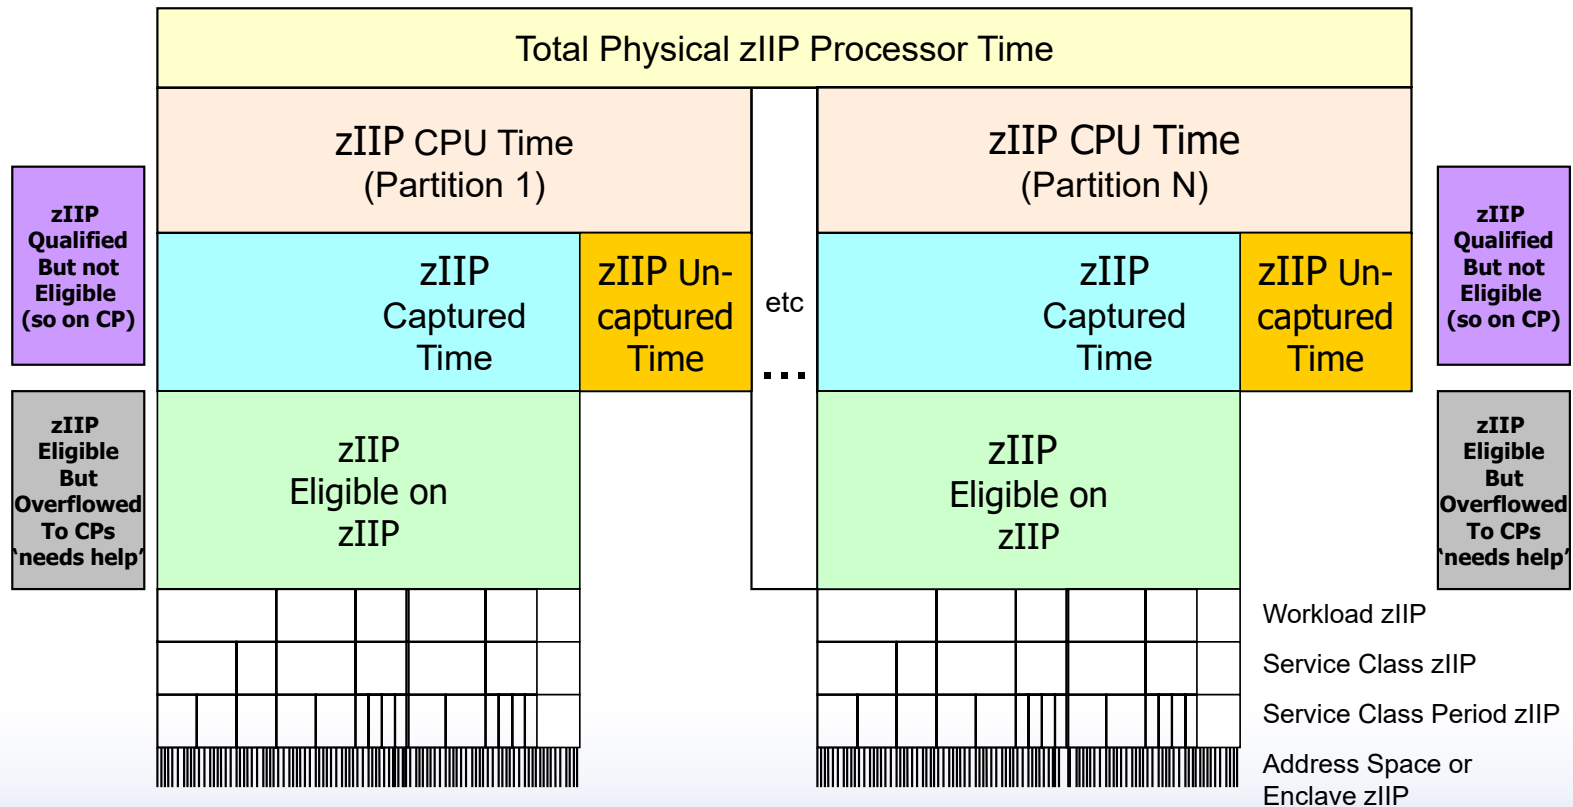 Total Physical zIIP Processor Time
zIIP CPU Time
(Partition 1)
zIIP CPU Time
(Partition N)
zIIP
Qualified
But not
Eligible
(so on CP)
zIIP
Captured
Time
zIIP Un-
captured
Time
etc
...
zIIP
Captured
Time
zIIP Un-
captured
Time
zIIP
Qualified
But not
Eligible
(so on CP)
zIIP
Eligible
But
Overflowed
To CPs
‘needs help’
zIIP
Eligible on
zIIP
zIIP
Eligible on
zIIP
zIIP
Eligible
But
Overflowed
To CPs
‘needs help’
Workload zIIP
Service Class zIIP
Service Class Period zIIP
Address Space or
Enclave zIIP